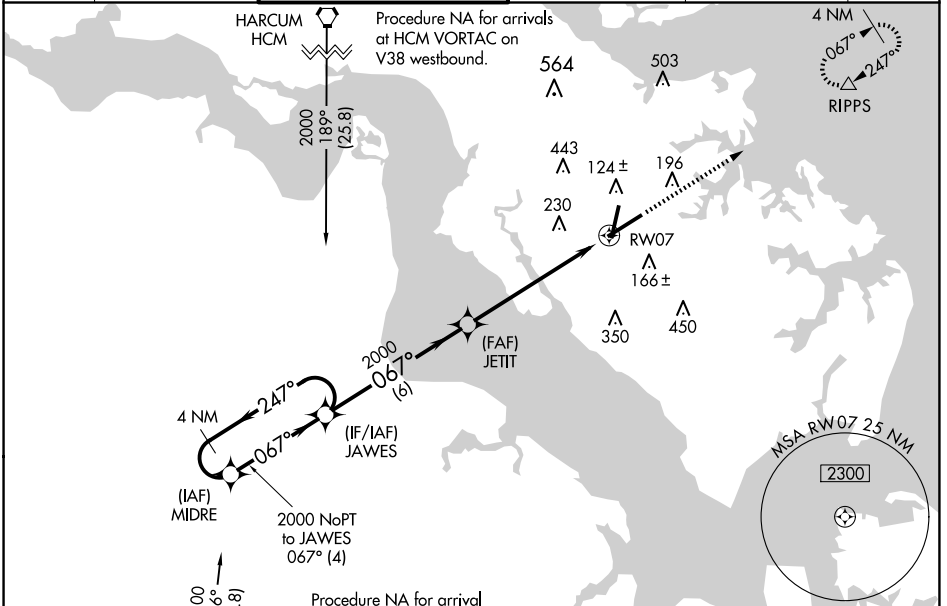 HARCUM
HCM
Procedure NA for arrivals
at HCM VORTAC on
V38 westbound.
4 NM
067°
247°
RIPPS
2000
189°
(25.8)
564
503
443
124±
196
230
RW07
166±
350
450
(FAF)
JETIT
2000
067°
(6)
4 NM
247°
067°
(IF/IAF)
JAWES
(IAF)
MIDRE
2000 NoPT
to JAWES
067° (4)
MSA RW07 25 NM
2300
Procedure NA for arrival